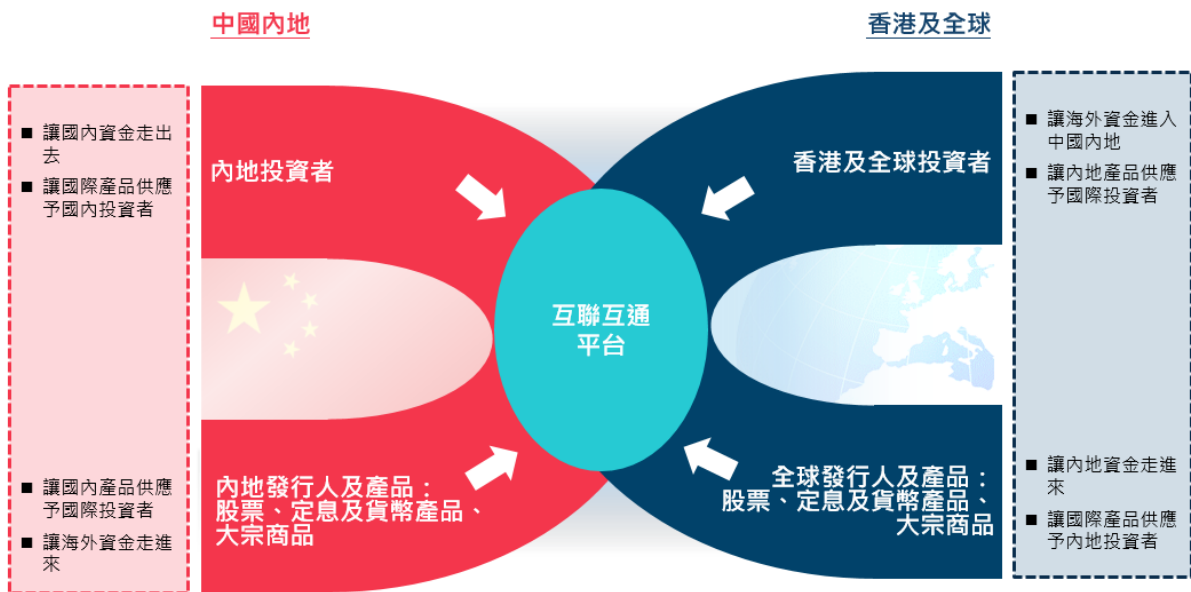 中國內地
香港及全球
■ 讓國內資金走出
去
■ 讓國際產品供應
予國內投資者
■ 讓國內產品供應
予國際投資者
■ 讓海外資金走進
來
內地投資者
內地發行人及產品：
股票、定息及貨幣產品、
大宗商品
互聯互通
平台
香港及全球投資者
全球發行人及產品：
股票、定息及貨幣產品、
大宗商品
■ 讓海外資金進入
中國內地
■ 讓內地產品供應
予國際投資者
■ 讓內地資金走進
來
■ 讓國際產品供應
予內地投資者